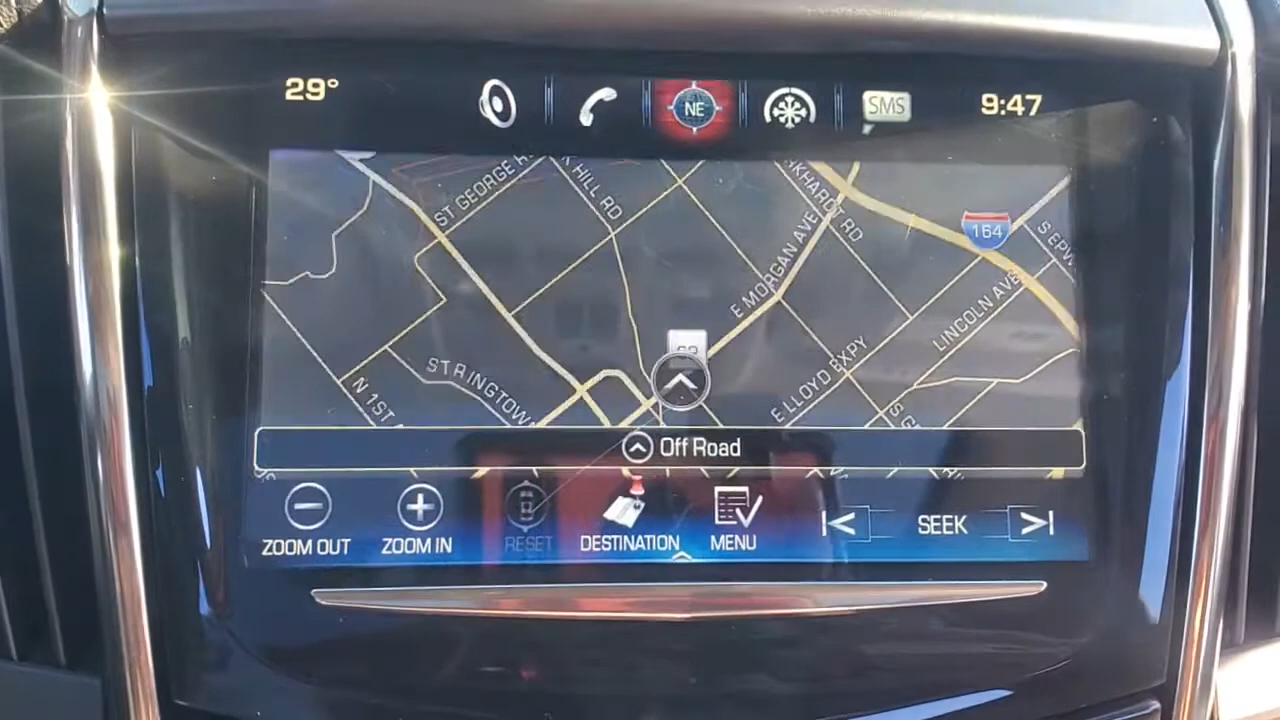 29°
NE
SMS
9:47
ST GEORGE
K HILL RD
KHARDT RD
E MORGAN AVE
164
S EPW
LINCOLN AVE
E LLOYD EXPY
STRINGTOWN
N 1ST
S G
Off Road
ZOOM OUT
ZOOM IN
RESET
DESTINATION
MENU
SEEK